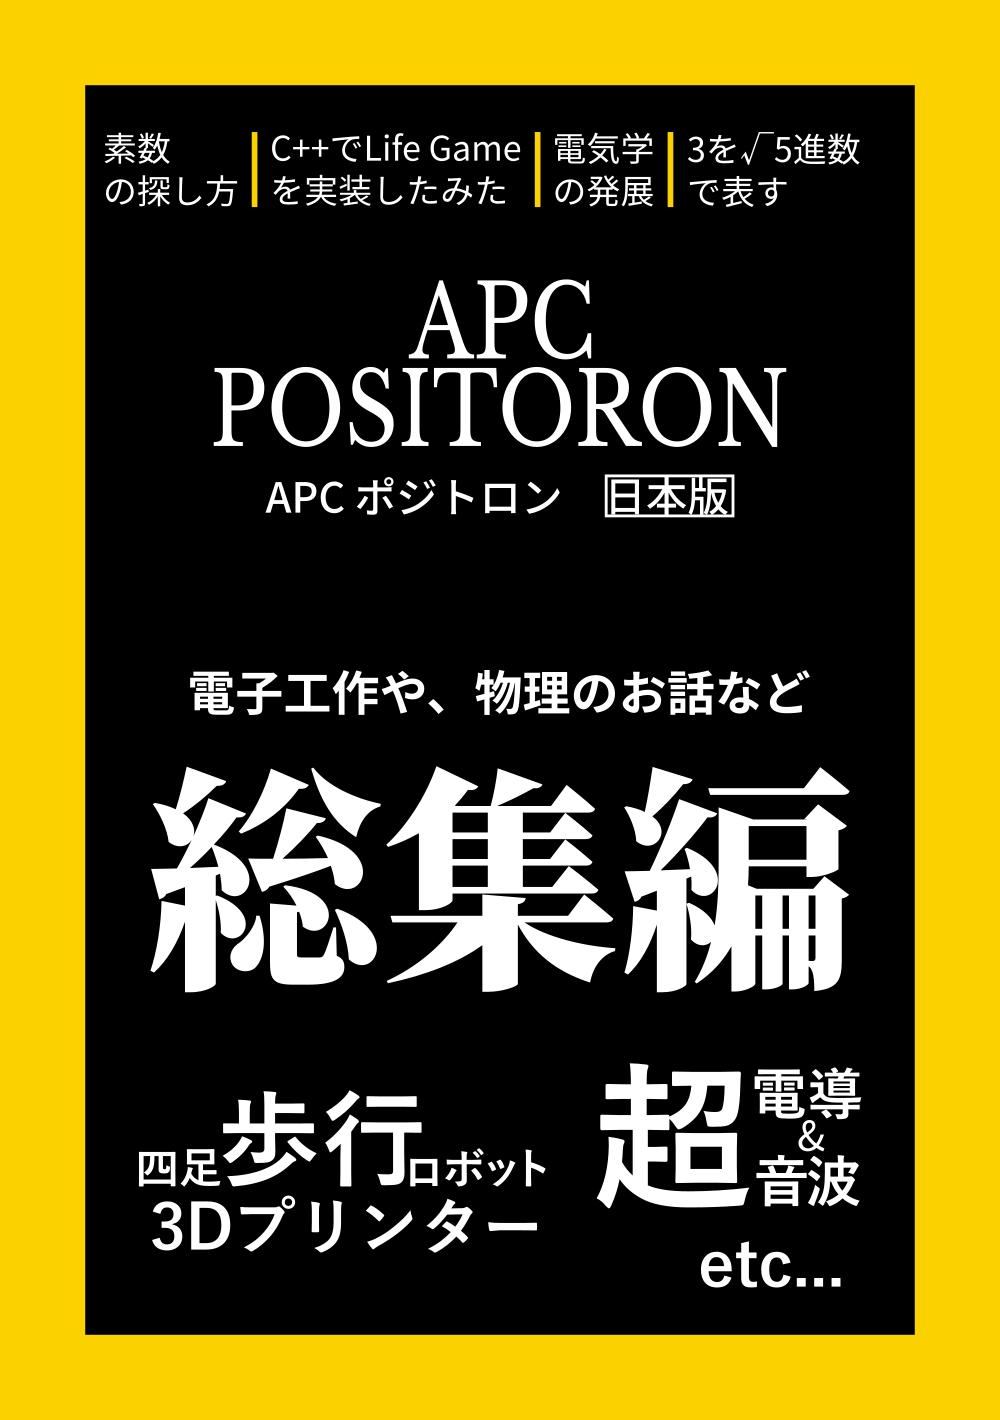 素数
の探し方
C++でLife Game
を実装したみた
電気学
の発展
3を√5進数
で表す
APC
POSITORON
APC ポジトロン 日本版
電子工作や、物理のお話など
総集編
四足歩行ロボット
3Dプリンター
超電導
&
音波
etc...